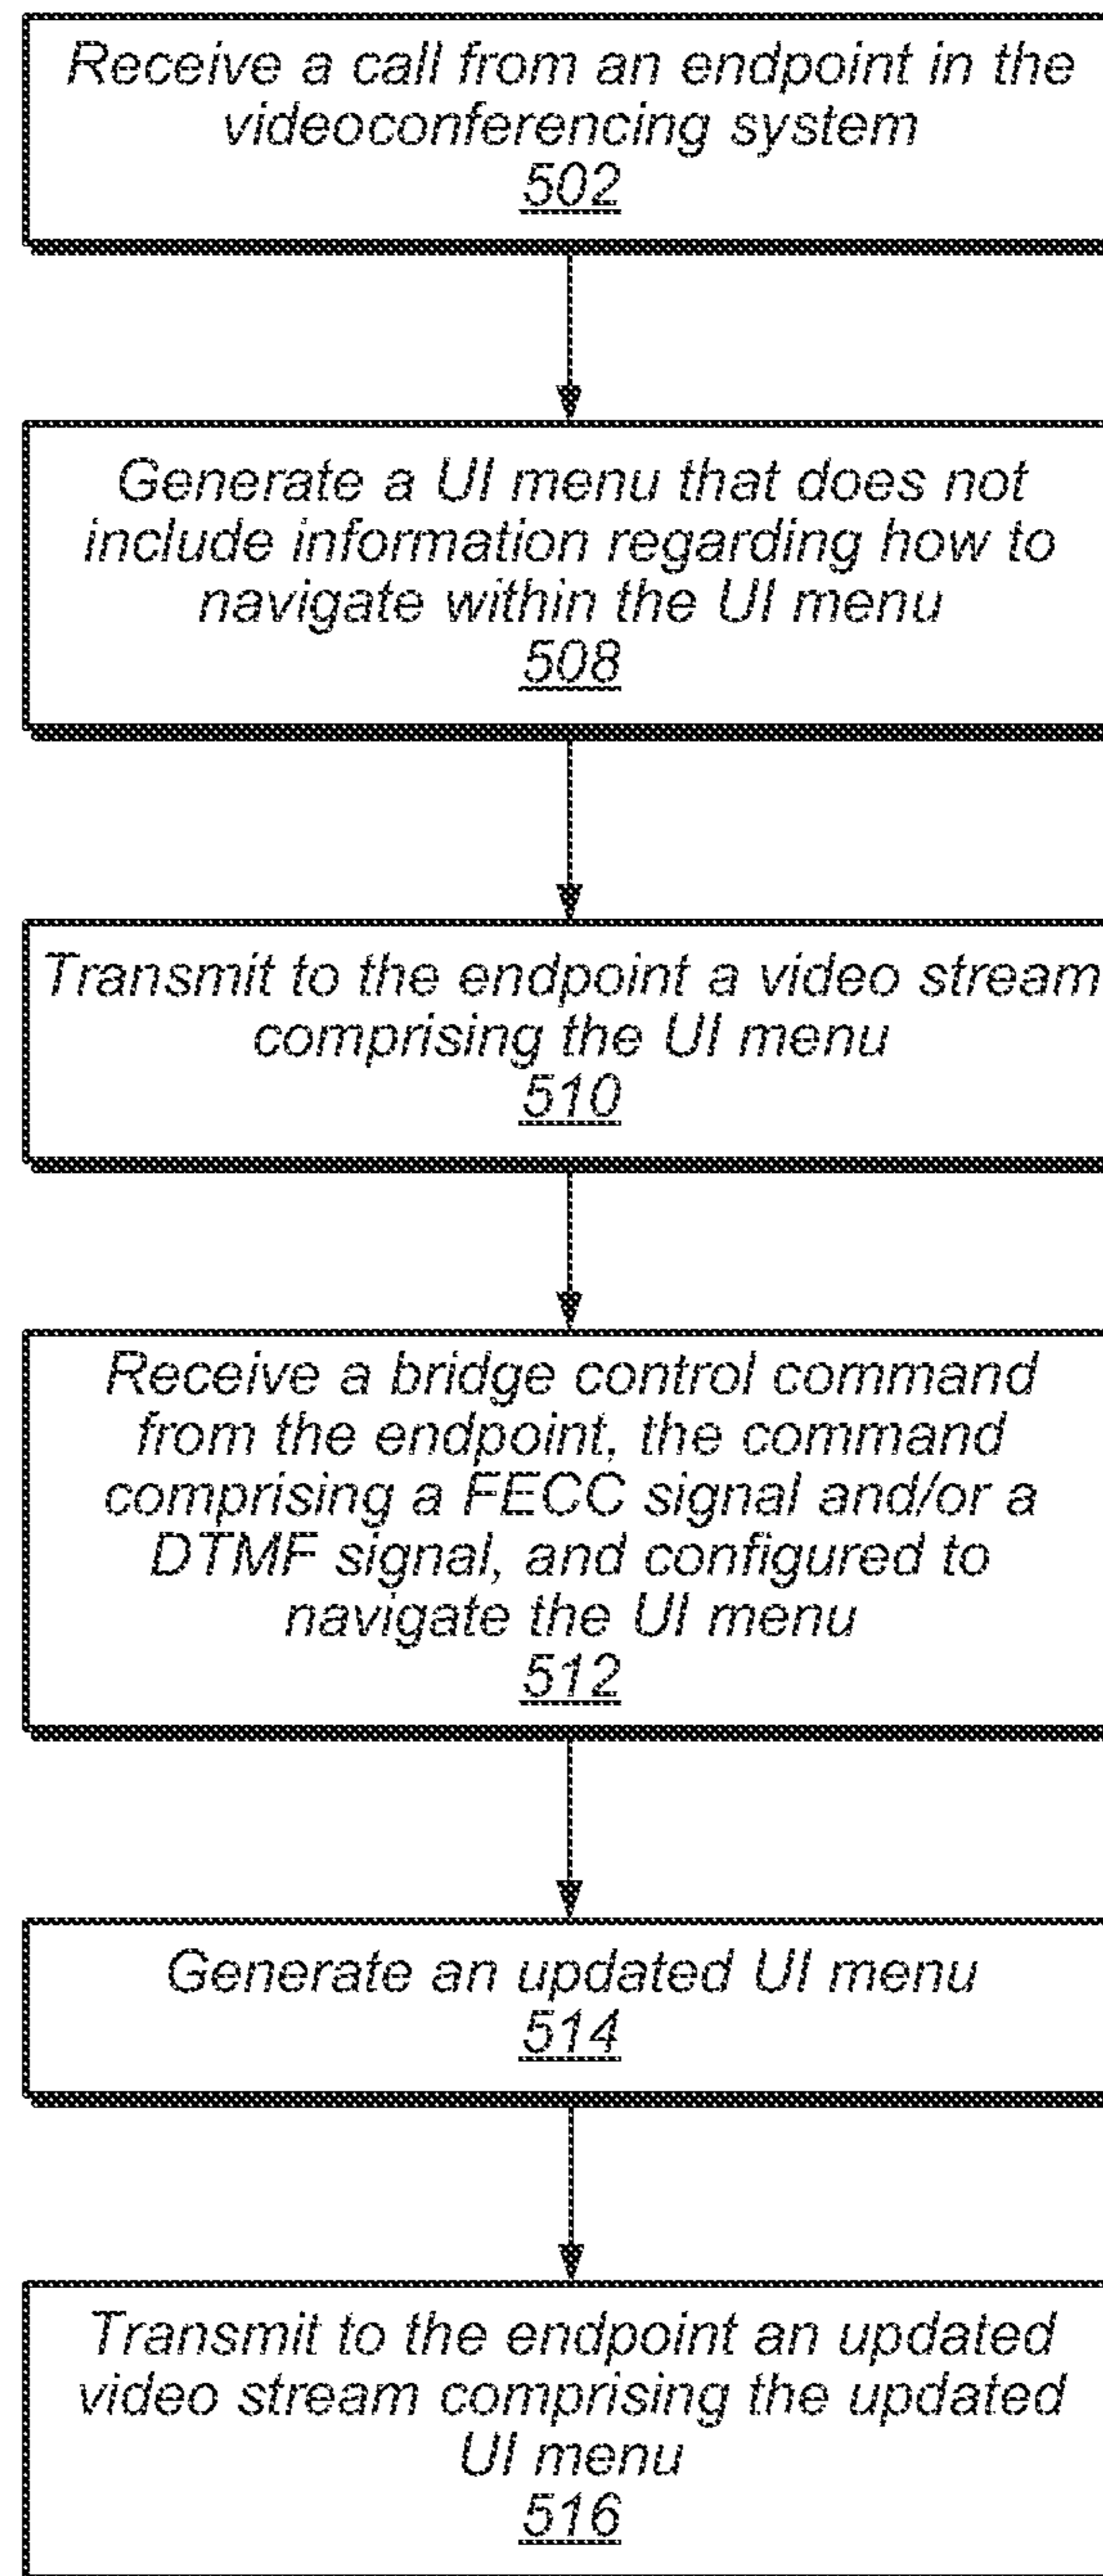 Receive a call from an endpoint in the
videoconferencing system
502
Generate a UI menu that does not
include information regarding how to
navigate within the UI menu
508
Transmit to the endpoint a video stream
comprising the UI menu
510
Receive a bridge control command
from the endpoint, the command
comprising a FECC signal and/or a
DTMF signal, and configured to
navigate the UI menu
512
Generate an updated UI menu
514
Transmit to the endpoint an updated
video stream comprising the updated
UI menu
516